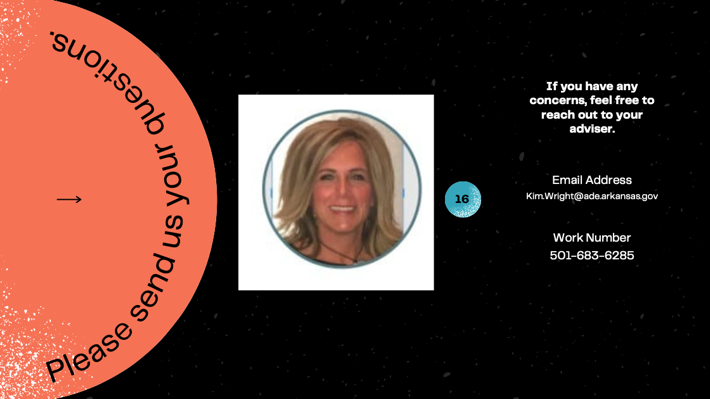 Please send us your questions.
16
If you have any
concerns, feel free to
reach out to your
adviser.
Email Address
Kim.Wright@ade.arkansas.gov
Work Number
501-683-6285